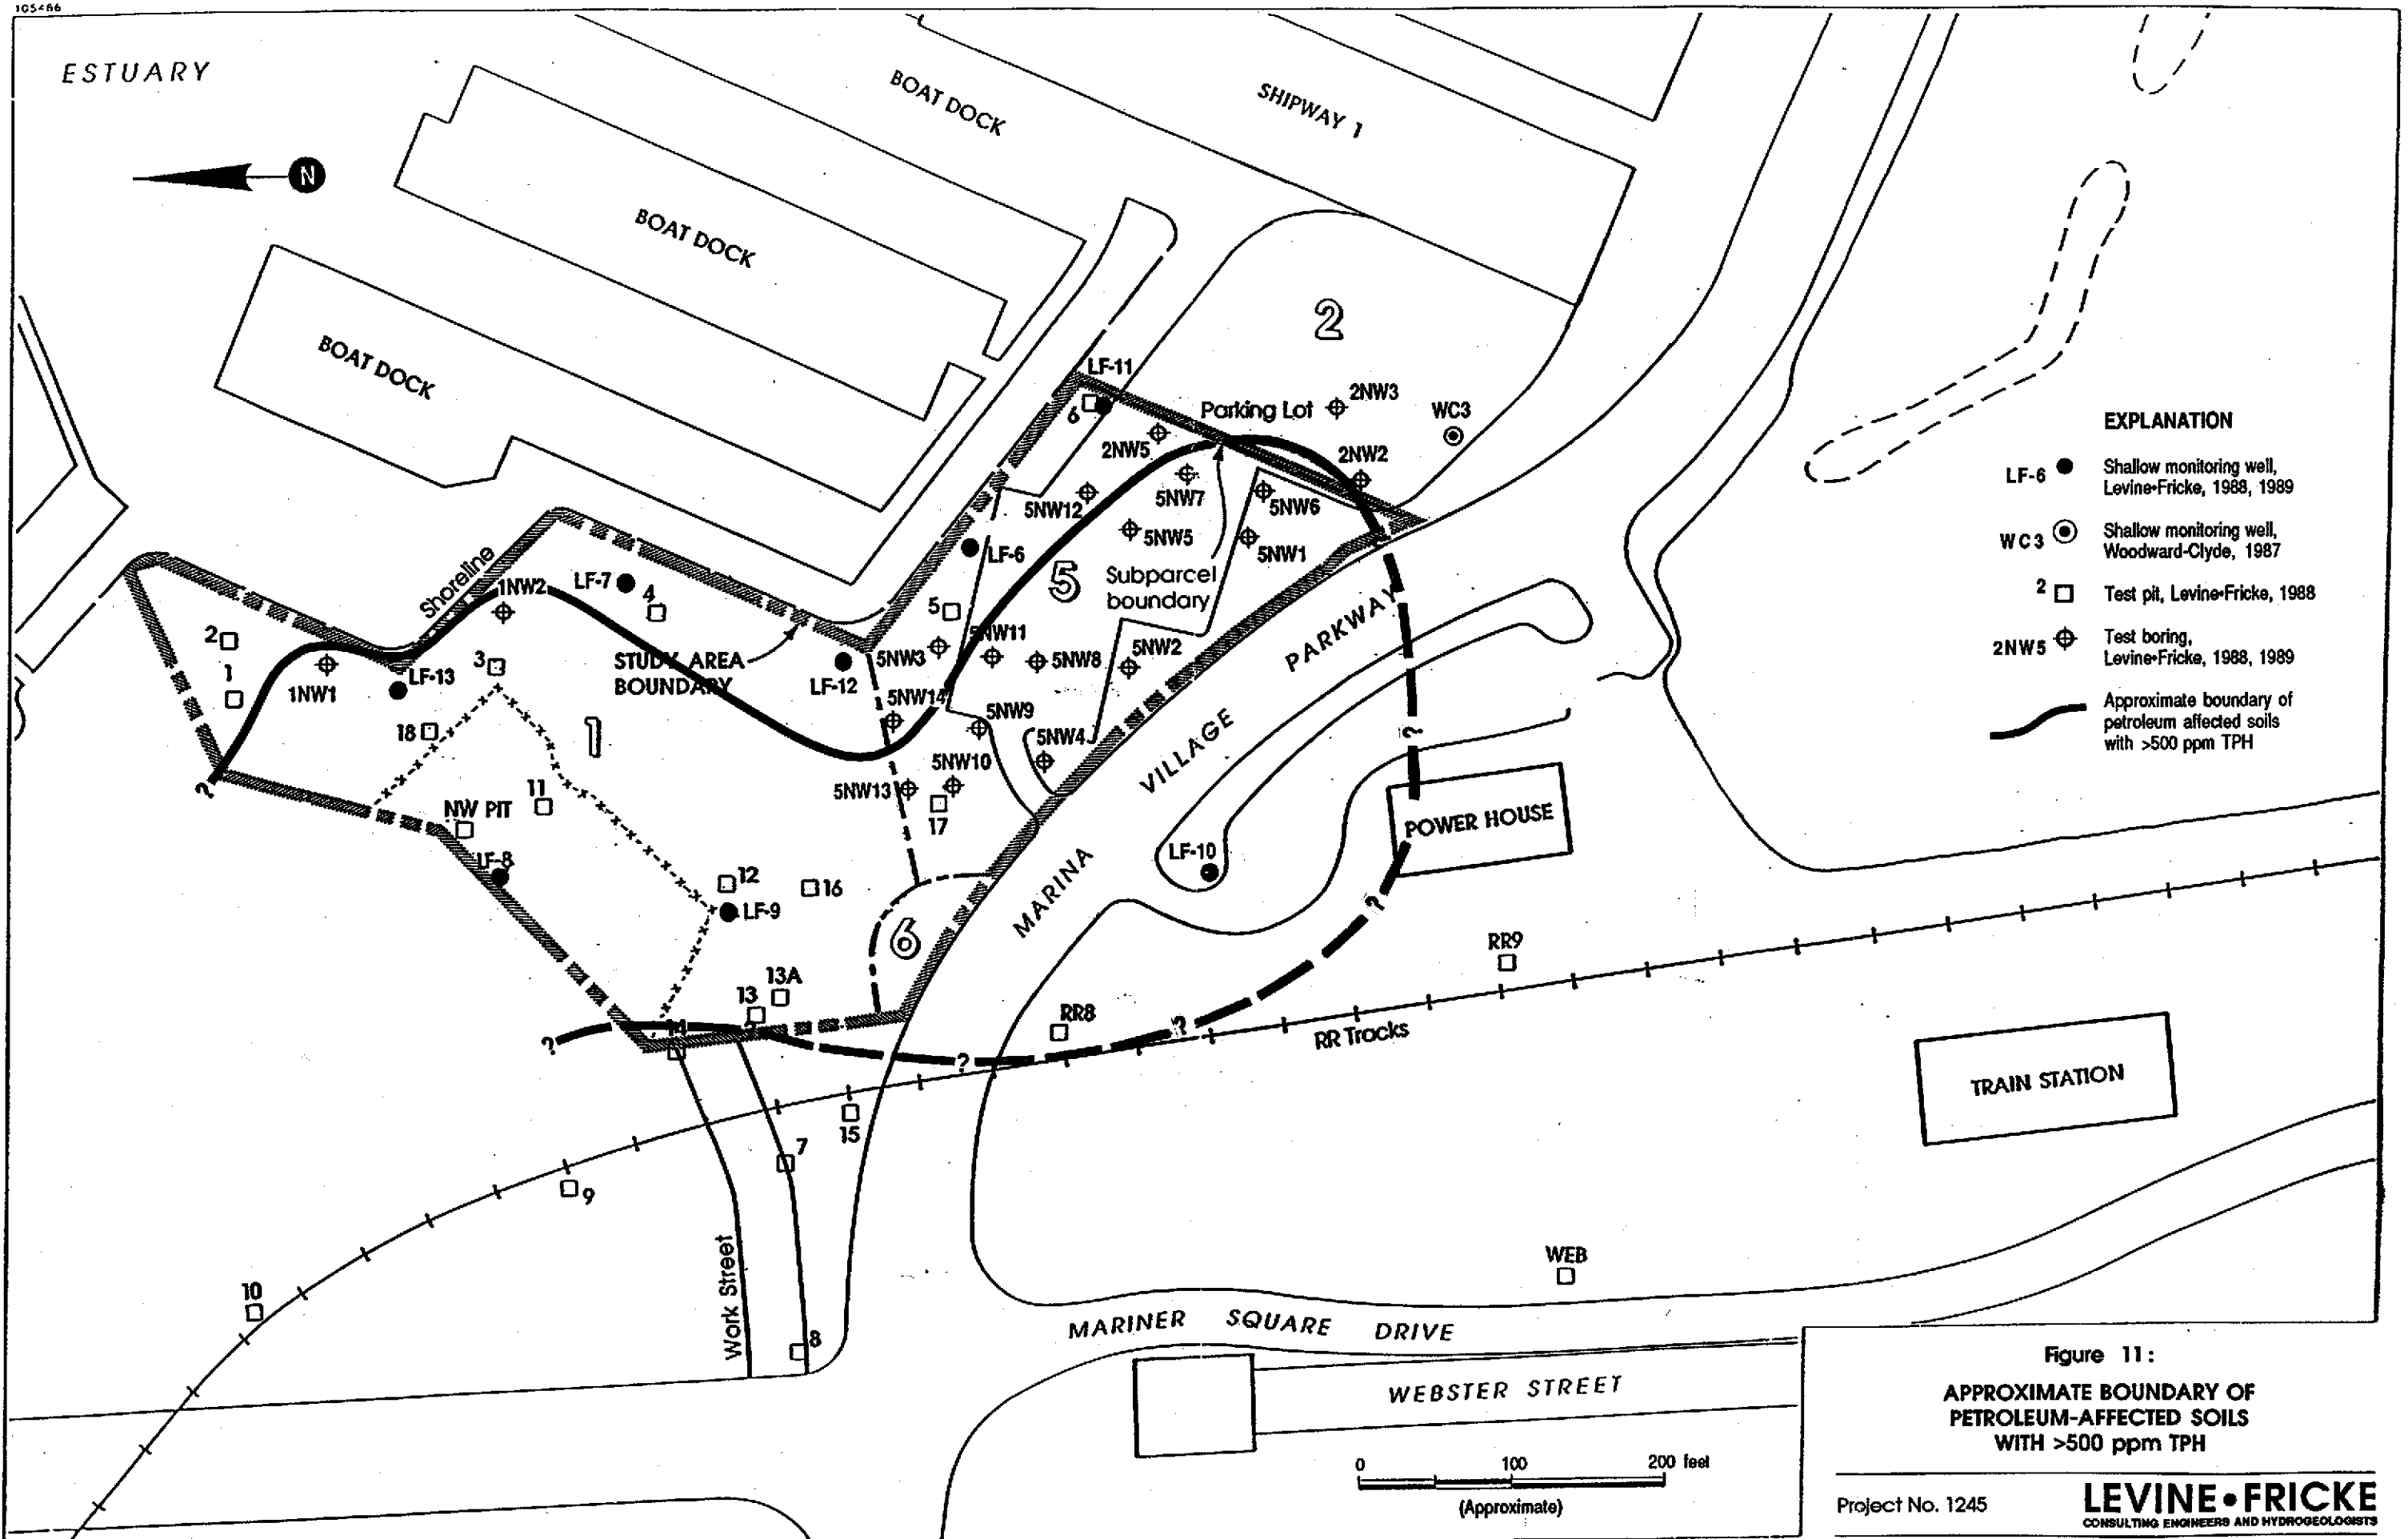 105466
ESTUARY
N
BOAT DOCK
SHIPWAY 1
BOAT DOCK
BOAT DOCK
2
LF-11
6
Parking Lot
2NW3
WC3
2NW5
2NW2
5NW7
5NW6
5NW12
5NW5
5NW1
LF-6
5
Subparcel
boundary
Shoreline
1NW2
LF-7
4
5
5NW11
5NW3
5NW8
5NW2
STUDY AREA
BOUNDARY
LF-12
2
1
1NW1
LF-13
3
18
1
5NW14
5NW9
5NW4
5NW10
5NW13
17
?
NW PIT
11
LF-8
12
16
LF-9
6
13A
13
14
?
?
MARINA VILLAGE PARKWAY
LF-10
POWER HOUSE
?
?
?
?
RR8
RR9
RR Tracks
TRAIN STATION
15
7
9
10
8
Work Street
WEB
MARINER SQUARE DRIVE
WEBSTER STREET
0 100 200 feet
(Approximate)
EXPLANATION
LF-6 Shallow monitoring well,
Levine•Fricke, 1988, 1989
WC3 Shallow monitoring well,
Woodward-Clyde, 1987
2 Test pit, Levine•Fricke, 1988
2NW5 Test boring,
Levine•Fricke, 1988, 1989
Approximate boundary of
petroleum affected soils
with >500 ppm TPH
Figure 11:
APPROXIMATE BOUNDARY OF
PETROLEUM-AFFECTED SOILS
WITH >500 ppm TPH
Project No. 1245
LEVINE•FRICKE
CONSULTING ENGINEERS AND HYDROGEOLOGISTS